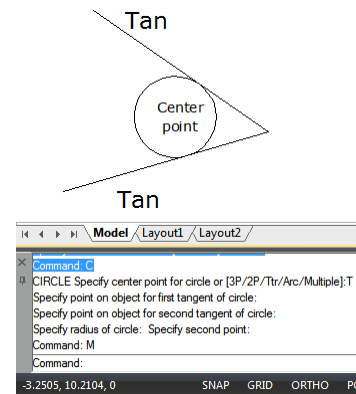 Tan
Center
point
Tan
Model Layout1 Layout2
Command: C
CIRCLE Specify center point for circle or [3P/2P/Ttr/Arc/Multiple]:T
Specify point on object for first tangent of circle:
Specify point on object for second tangent of circle:
Specify radius of circle: Specify second point:
Command: M
Command:
-3.2505, 10.2104, 0 SNAP GRID ORTHO